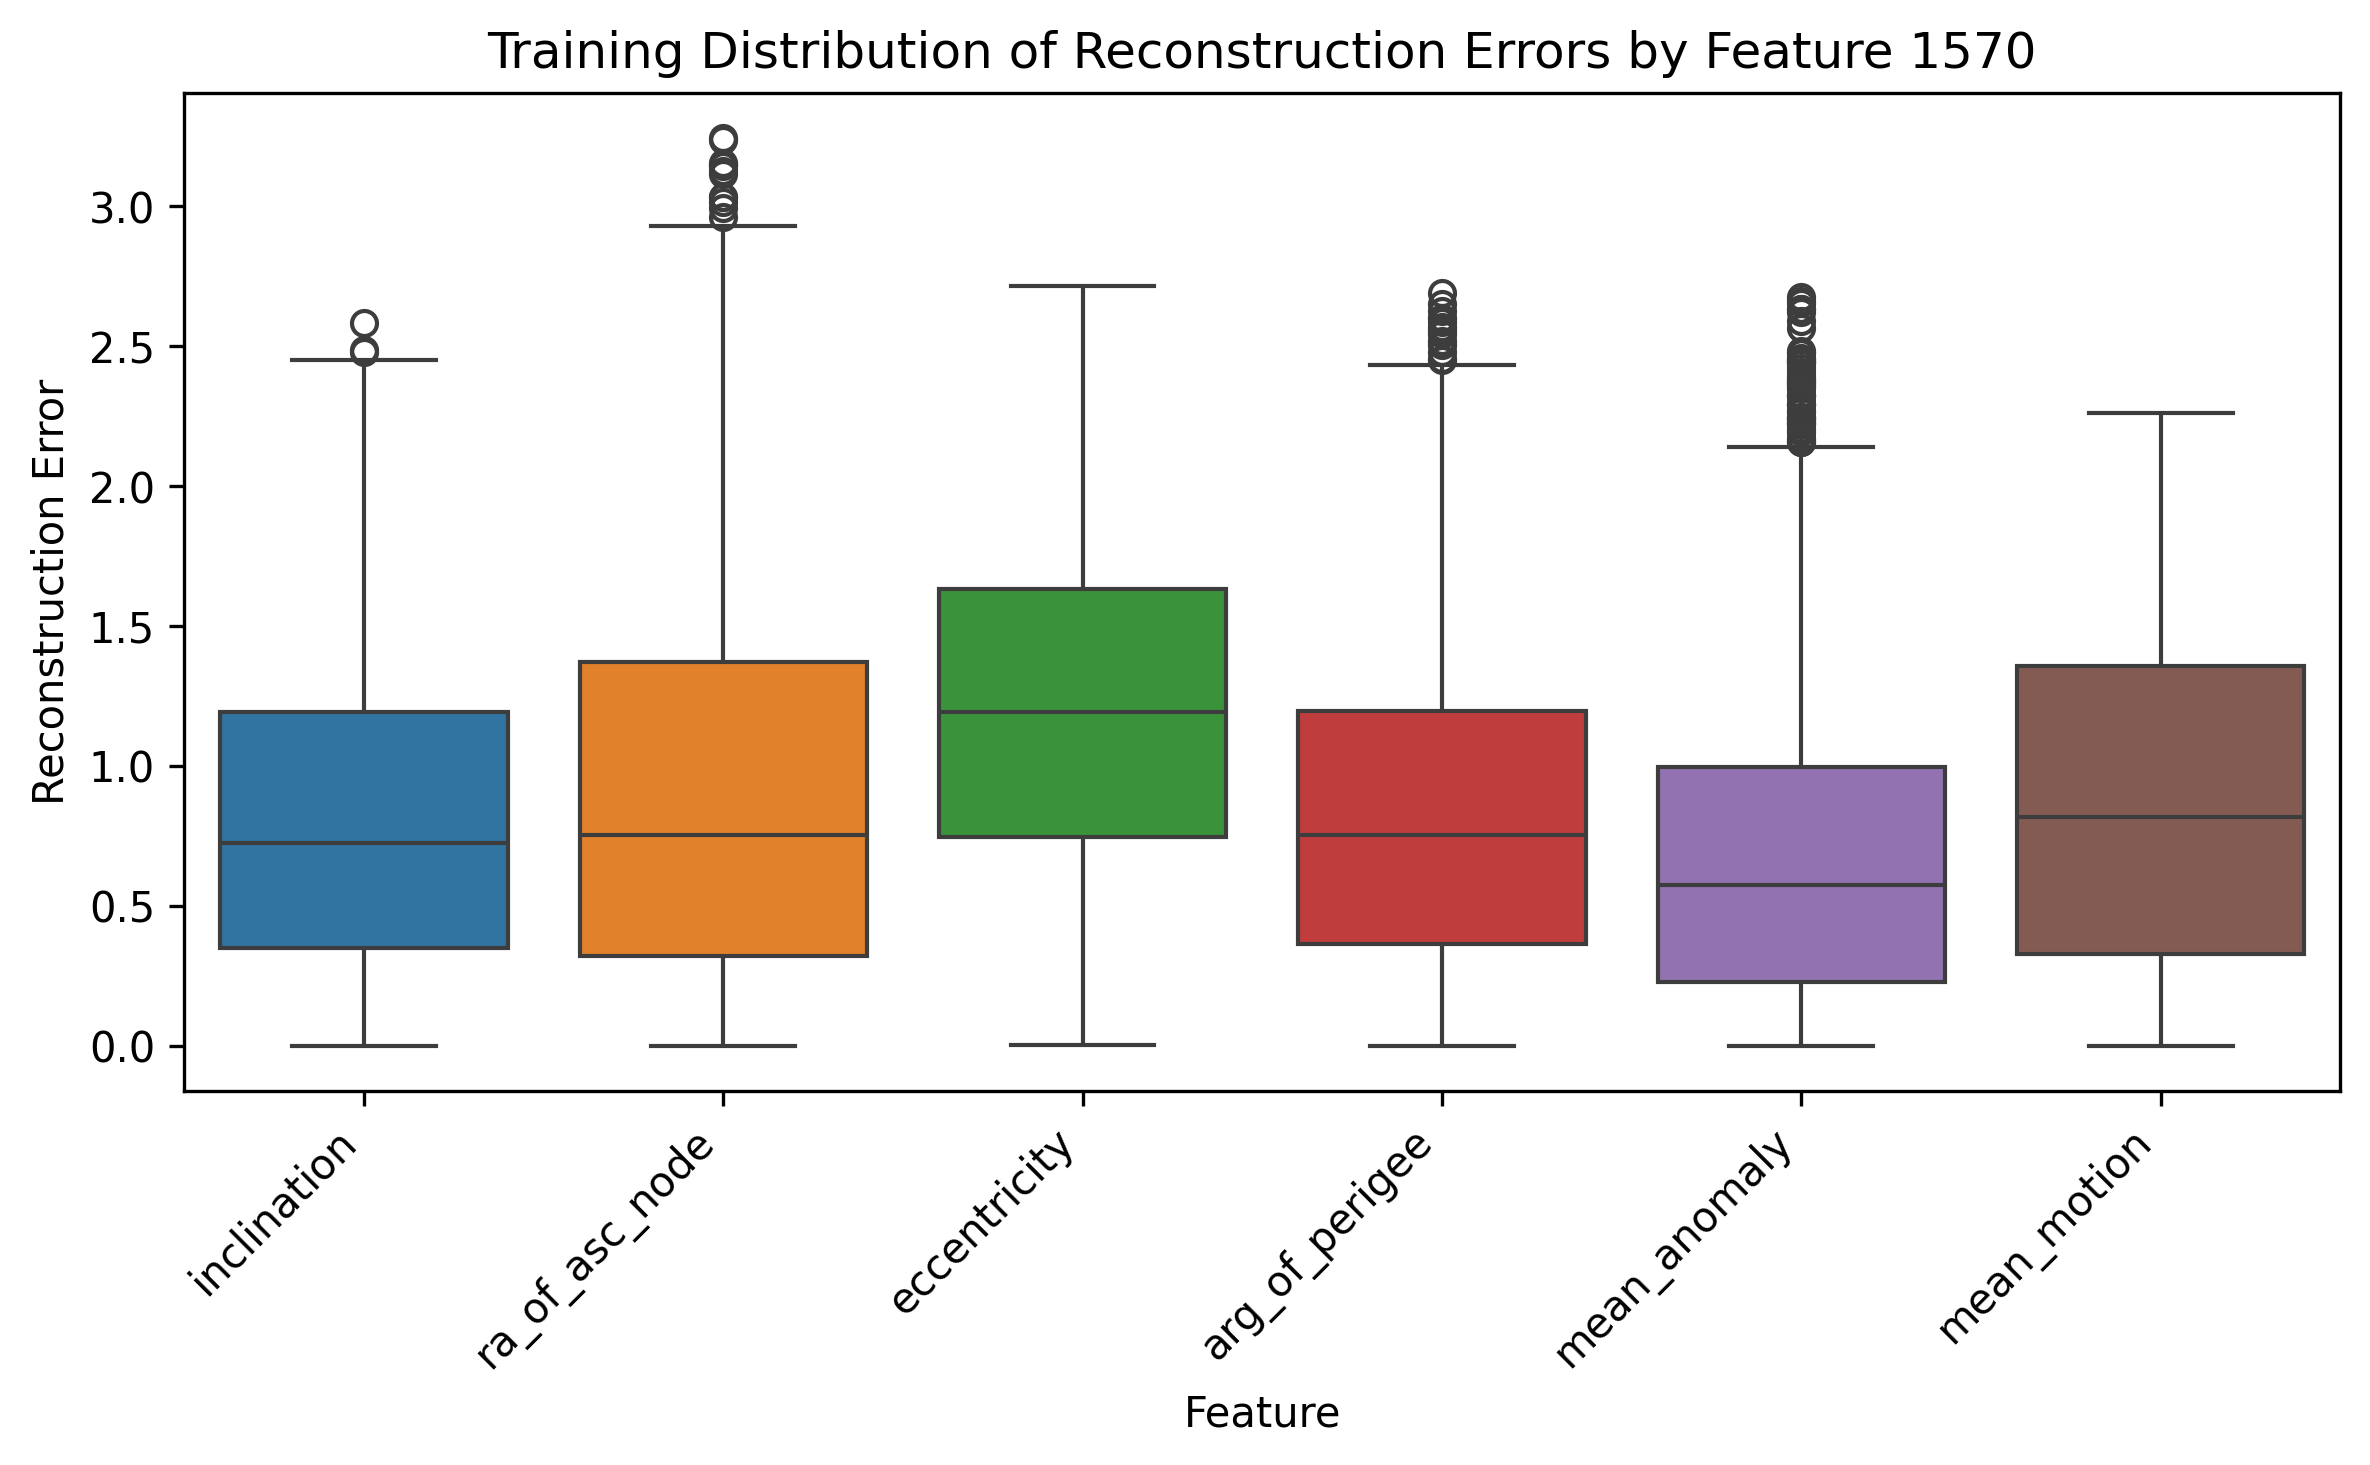 Training Distribution of Reconstruction Errors by Feature 1570
Reconstruction Error
3.0
2.5
2.0
1.5
1.0
0.5
0.0
inclination
ra_of_asc_node
eccentricity
arg_of_perigee
mean_anomaly
mean_motion
Feature